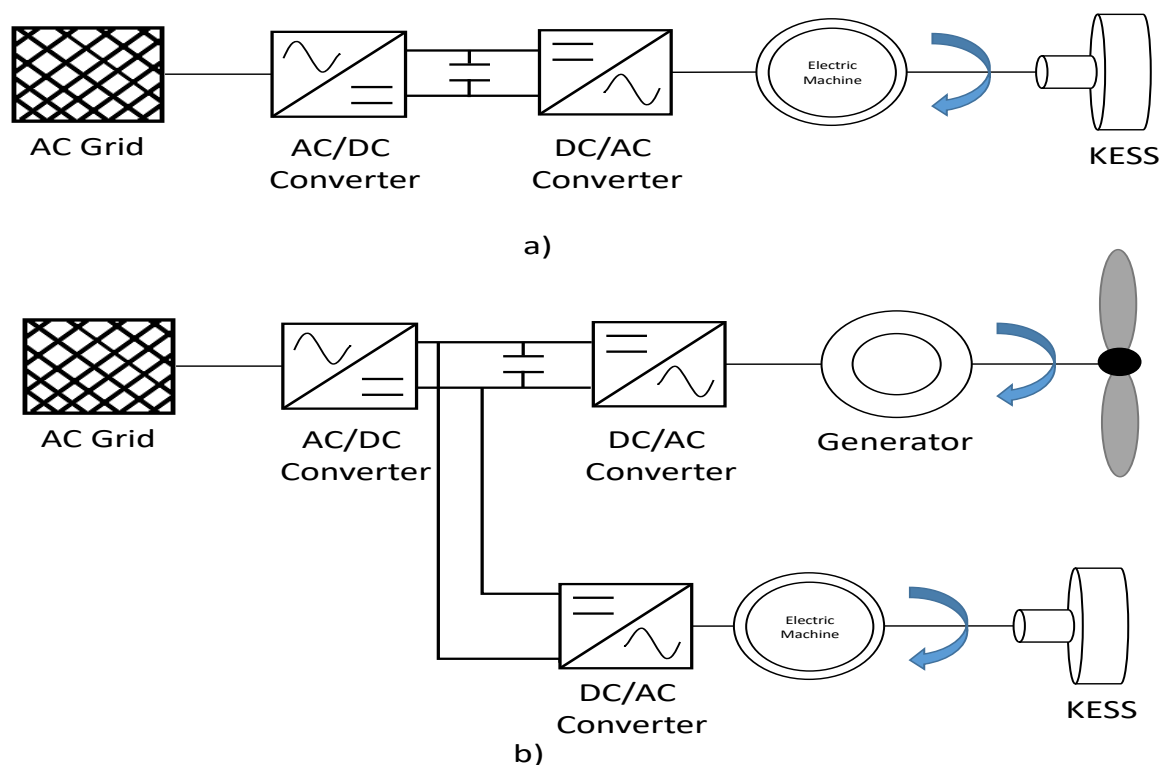 Electric
Machine
AC Grid
AC/DC
Converter
DC/AC
Converter
KESS
a)
AC Grid
AC/DC
Converter
DC/AC
Converter
Generator
Electric
Machine
DC/AC
Converter
KESS
b)